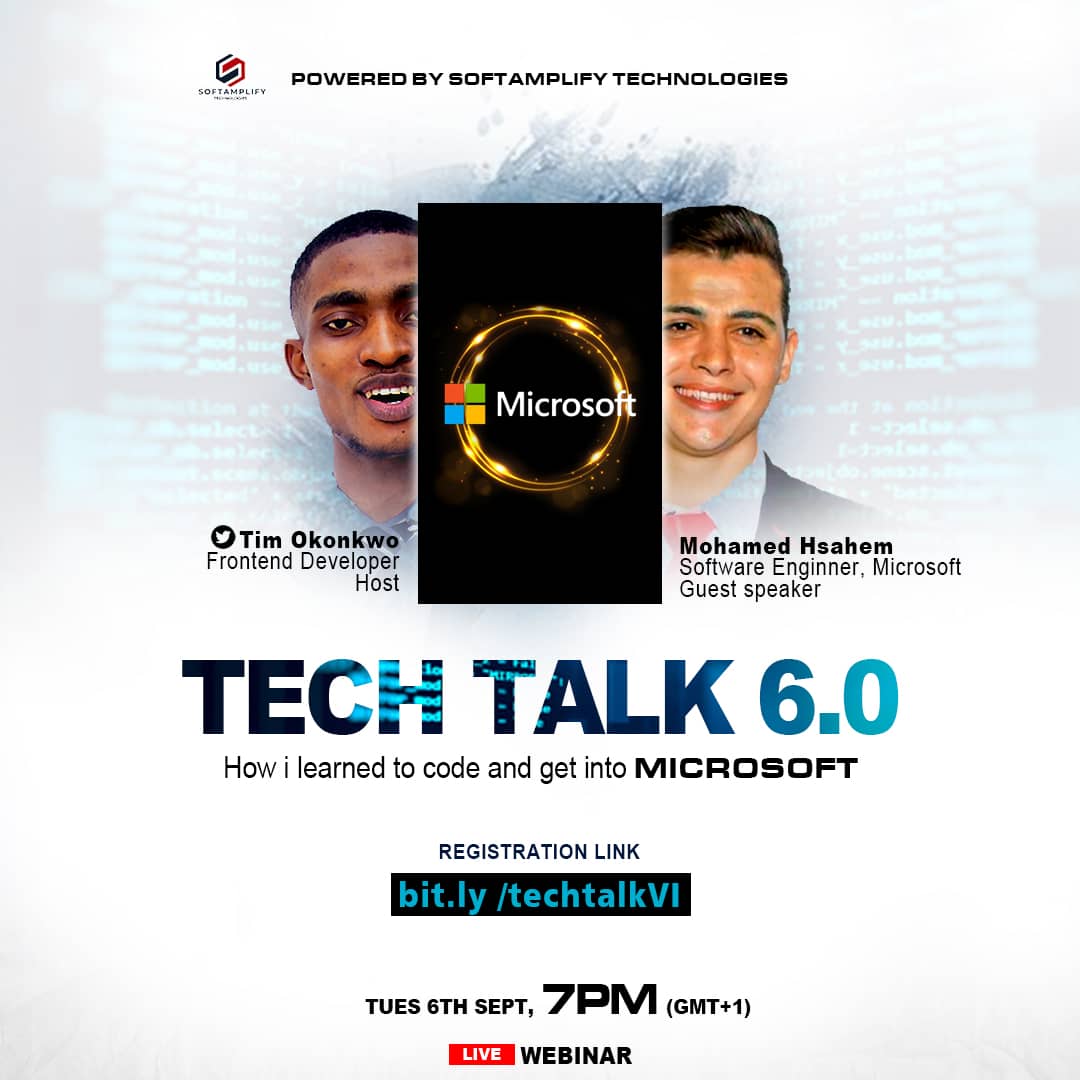 SOFTAMPLIFY
TECHNOLOGIES
POWERED BY SOFTAMPLIFY TECHNOLOGIES
Microsoft
Tim Okonkwo
Frontend Developer
Host
Mohamed Hsahem
Software Enginner, Microsoft
Guest speaker
TECH TALK 6.0
How i learned to code and get into MICROSOFT
REGISTRATION LINK
bit.ly /techtalkVI
TUES 6TH SEPT, 7PM (GMT+1)
LIVE WEBINAR